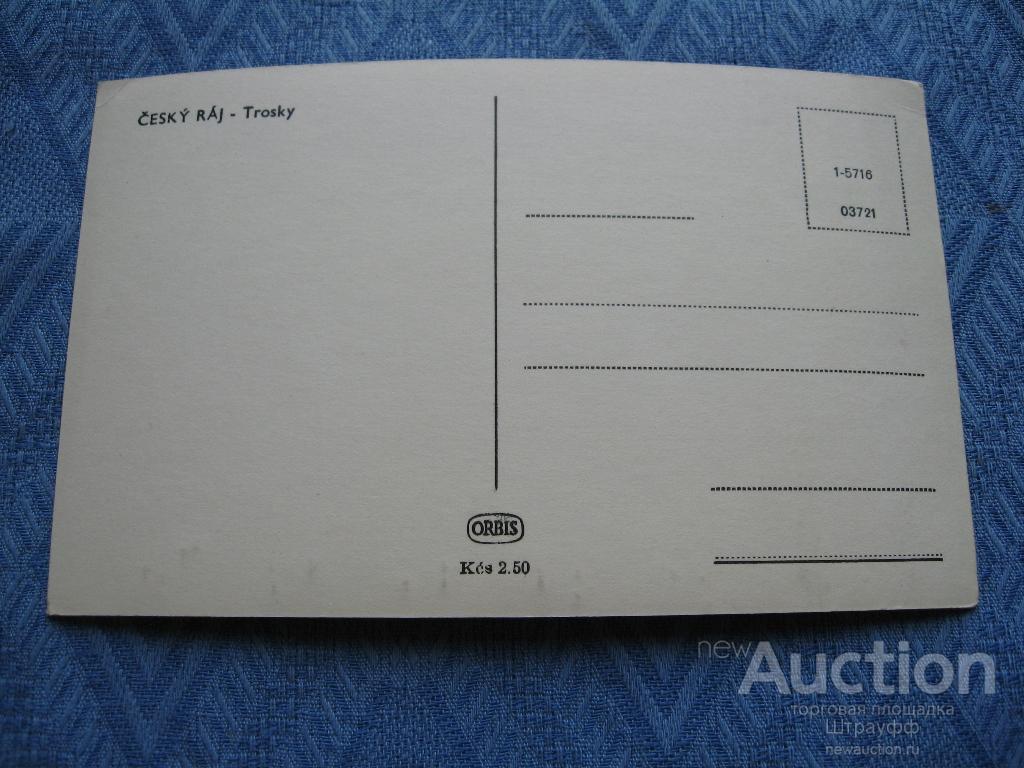 ČESKÝ RÁJ - Trosky
1-5716
03721
ORBIS
Kčs 2.50
newAuction
торговая площадка
Штрауфф
newauction.ru